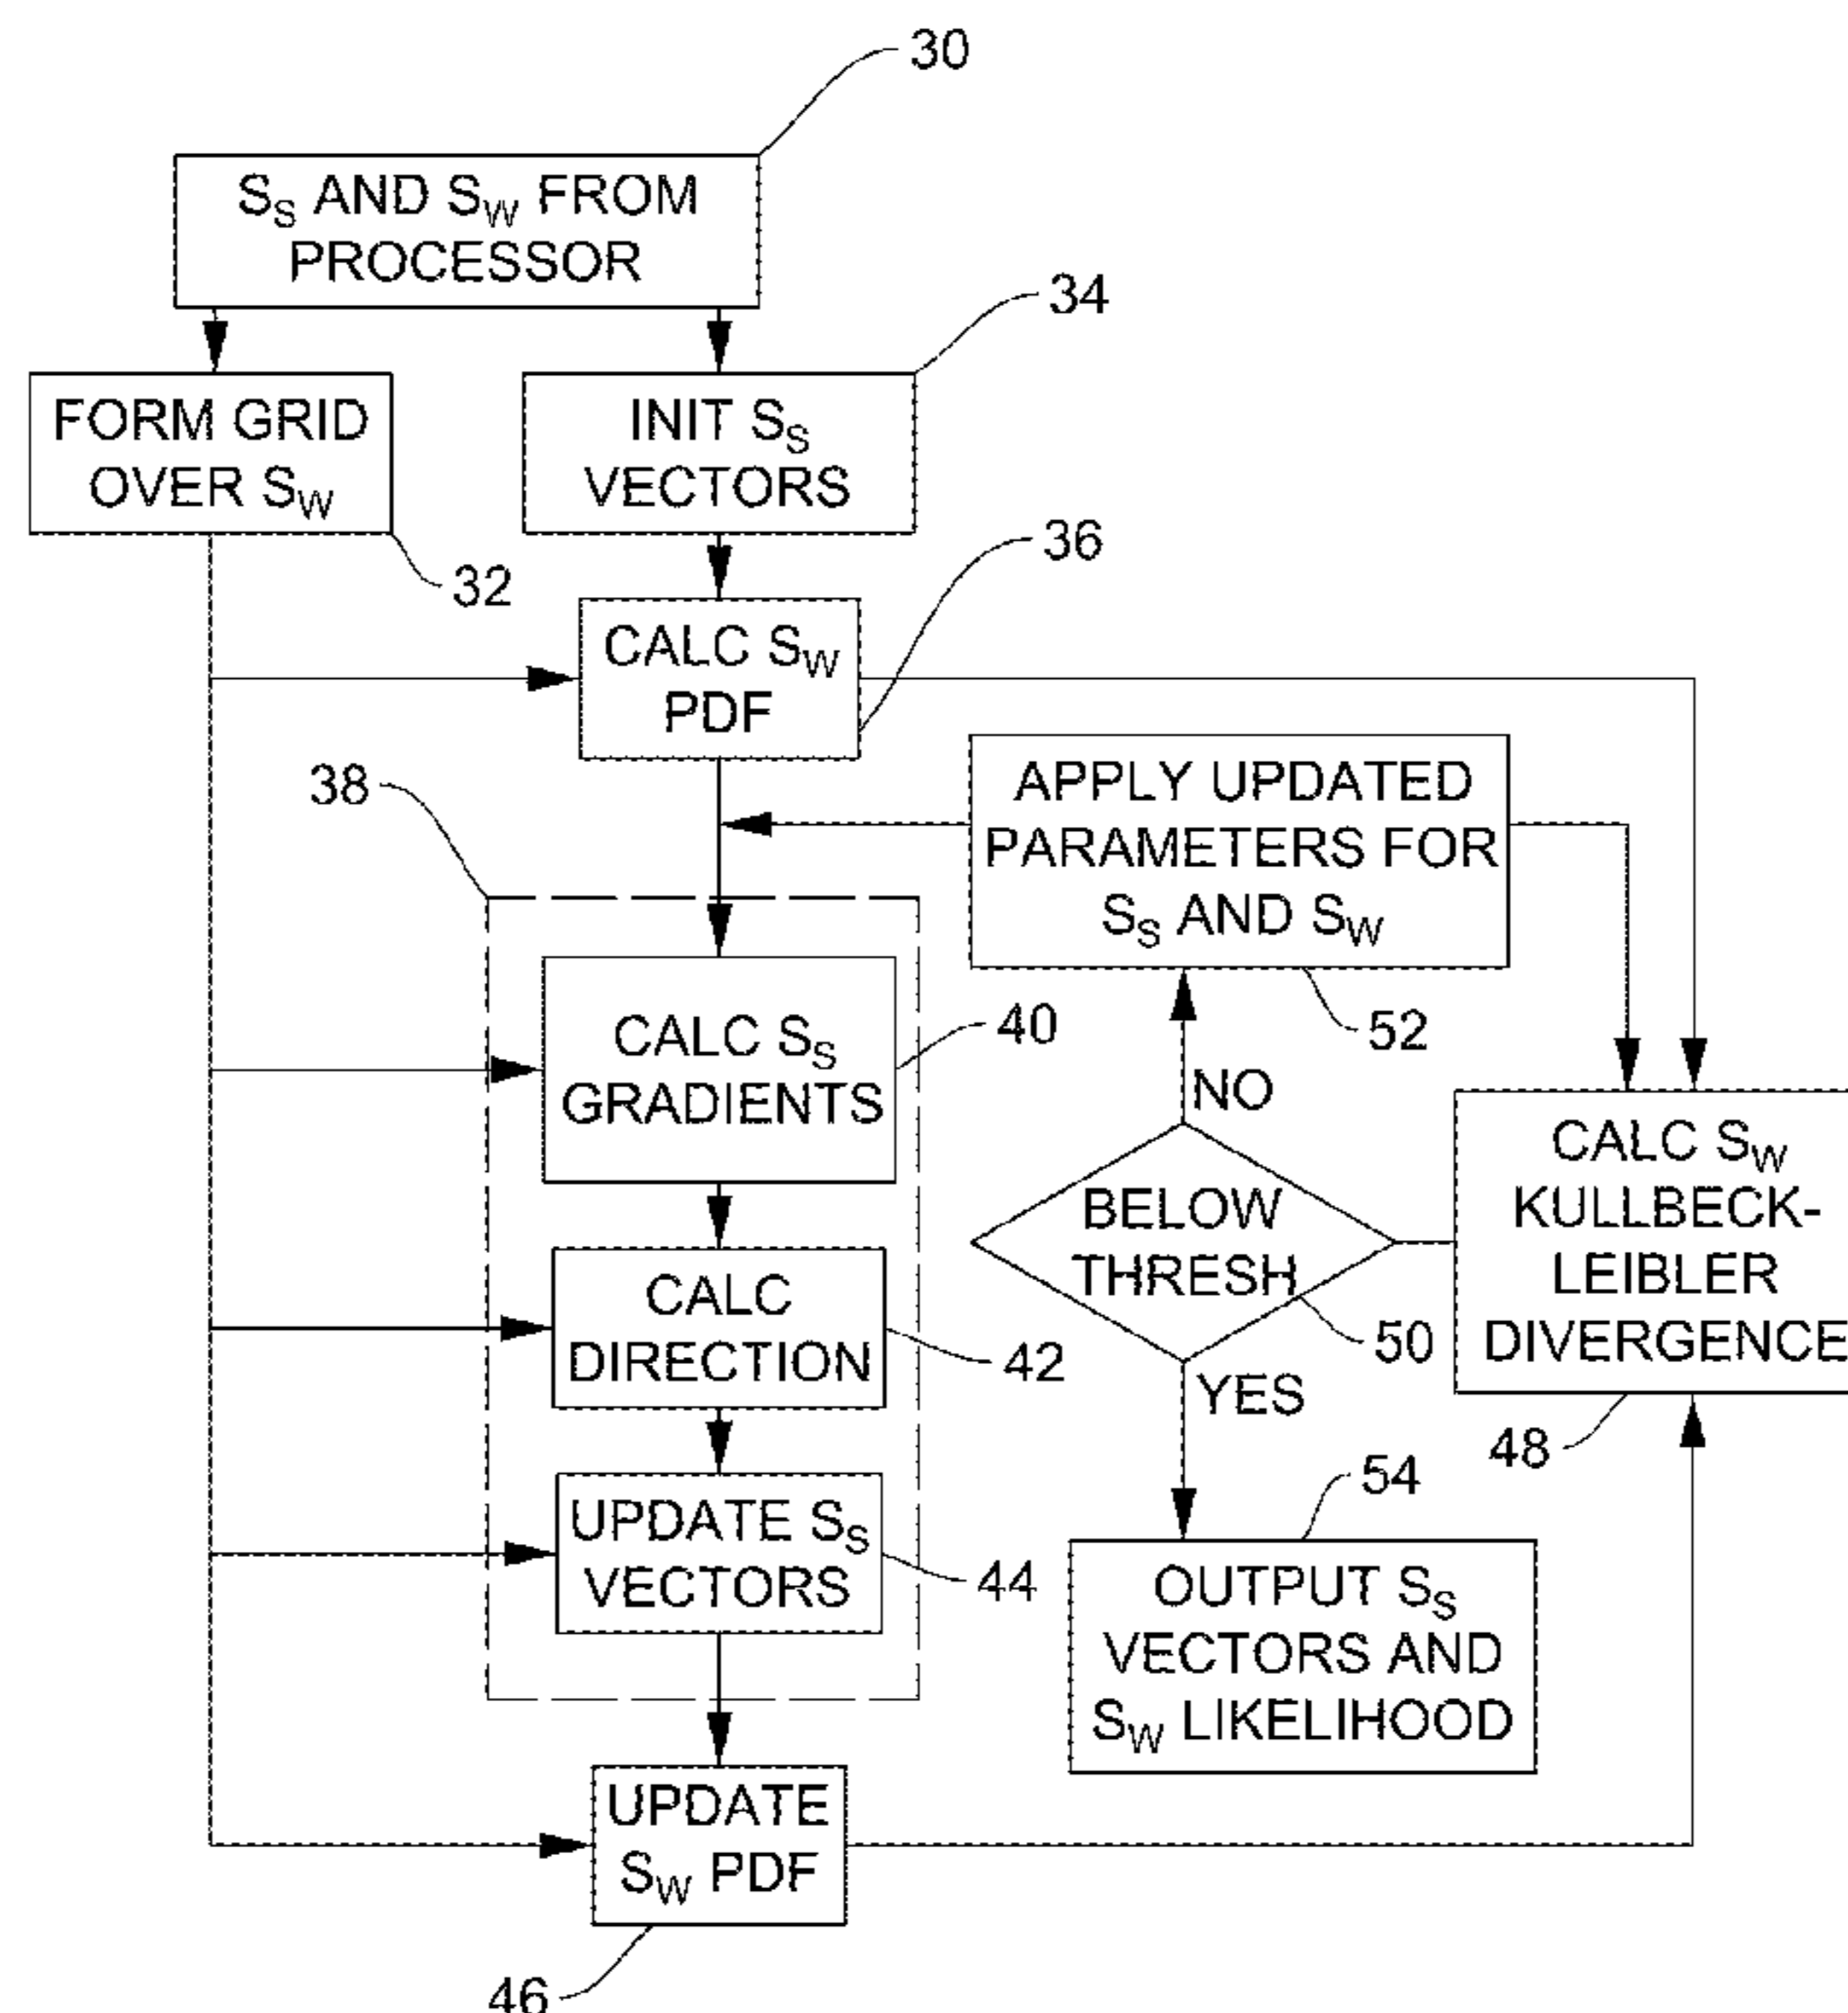 30
S_S AND S_W FROM
PROCESSOR
34
FORM GRID
OVER S_W
32
INIT S_S
VECTORS
36
CALC S_W
PDF
38
APPLY UPDATED
PARAMETERS FOR
S_S AND S_W
52
CALC S_S
GRADIENTS
40
NO
BELOW
THRESH
50
YES
CALC S_W
KULLBECK-
LEIBLER
DIVERGENCE
48
CALC
DIRECTION
42
UPDATE S_S
VECTORS
44
54
OUTPUT S_S
VECTORS AND
S_W LIKELIHOOD
UPDATE
S_W PDF
46